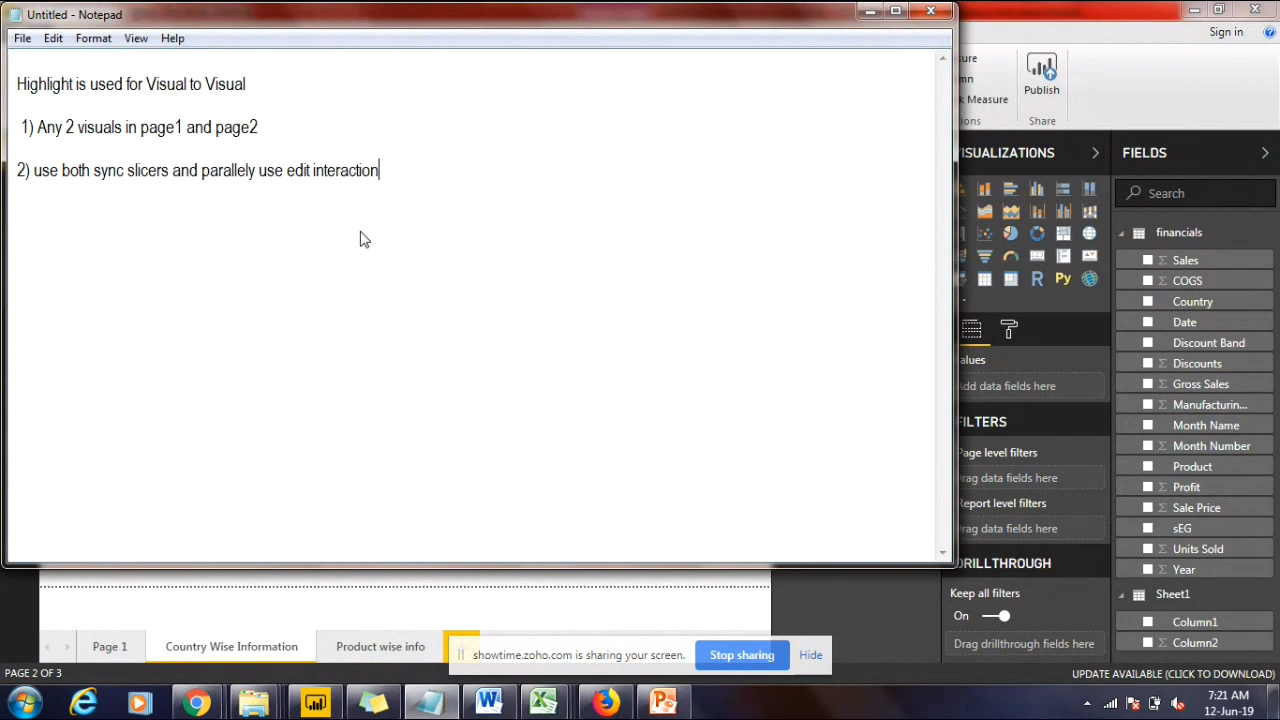 Untitled - Notepad
File Edit Format View Help
Sign in
Highlight is used for Visual to Visual
1) Any 2 visuals in page1 and page2
2) use both sync slicers and parallely use edit interaction
Publish
k Measure
Share
FIELDS
Search
financials
Sales
COGS
Country
Date
Discount Band
Discounts
Gross Sales
Manufacturin...
Month Name
Month Number
Product
Profit
Sale Price
sEG
Units Sold
Year
Sheet1
Column1
Column2
ISUALIZATIONS
R Py
alues
Add data fields here
FILTERS
Page level filters
Drag data fields here
Report level filters
Drag data fields here
DRILLTHROUGH
Keep all filters
On
Drag drillthrough fields here
Page 1 Country Wise Information Product wise info
showtime.zoho.com is sharing your screen. Stop sharing Hide
PAGE 2 OF 3
UPDATE AVAILABLE (CLICK TO DOWNLOAD)
7:21 AM
12-Jun-19